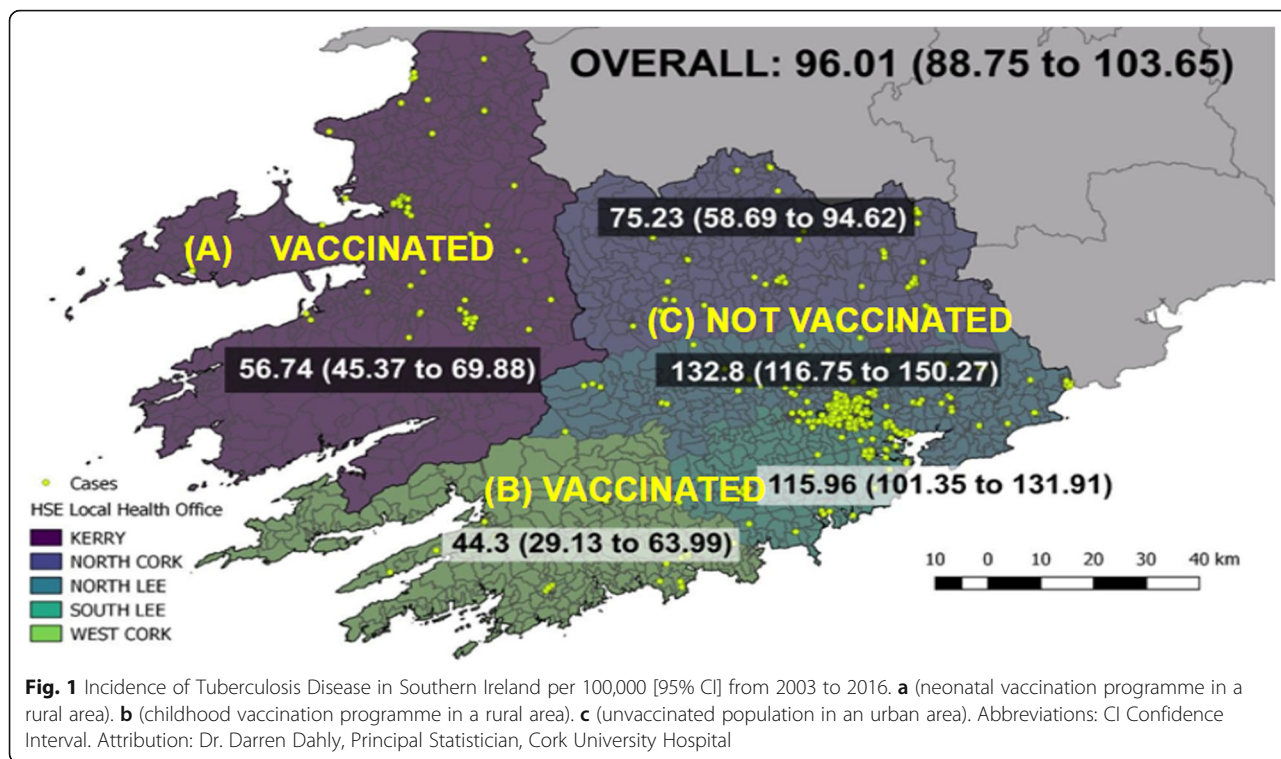 OVERALL: 96.01 (88.75 to 103.65)
75.23 (58.69 to 94.62)
(A) VACCINATED
(C) NOT VACCINATED
56.74 (45.37 to 69.88)
132.8 (116.75 to 150.27)
(B) VACCINATED
115.96 (101.35 to 131.91)
44.3 (29.13 to 63.99)
Cases
HSE Local Health Office
KERRY
NORTH CORK
NORTH LEE
SOUTH LEE
WEST CORK
10 0 10 20 30 40 km
Fig. 1 Incidence of Tuberculosis Disease in Southern Ireland per 100,000 [95% CI] from 2003 to 2016. a (neonatal vaccination programme in a
rural area). b (childhood vaccination programme in a rural area). c (unvaccinated population in an urban area). Abbreviations: CI Confidence
Interval. Attribution: Dr. Darren Dahly, Principal Statistician, Cork University Hospital